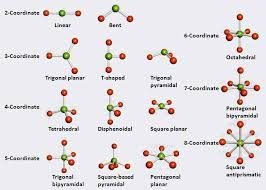 2-Coordinate
Linear
Bent
3-Coordinate
Trigonal planar
T-shaped
Trigonal
pyramidal
4-Coordinate
Tetrahedral
Disphenoidal
Square planar
5-Coordinate
Trigonal
bipyramidal
Square-based
pyramidal
Pentagonal
planar
6-Coordinate
Octahedral
7-Coordinate
Pentagonal
bipyramidal
8-Coordinate
Square
antiprismatic